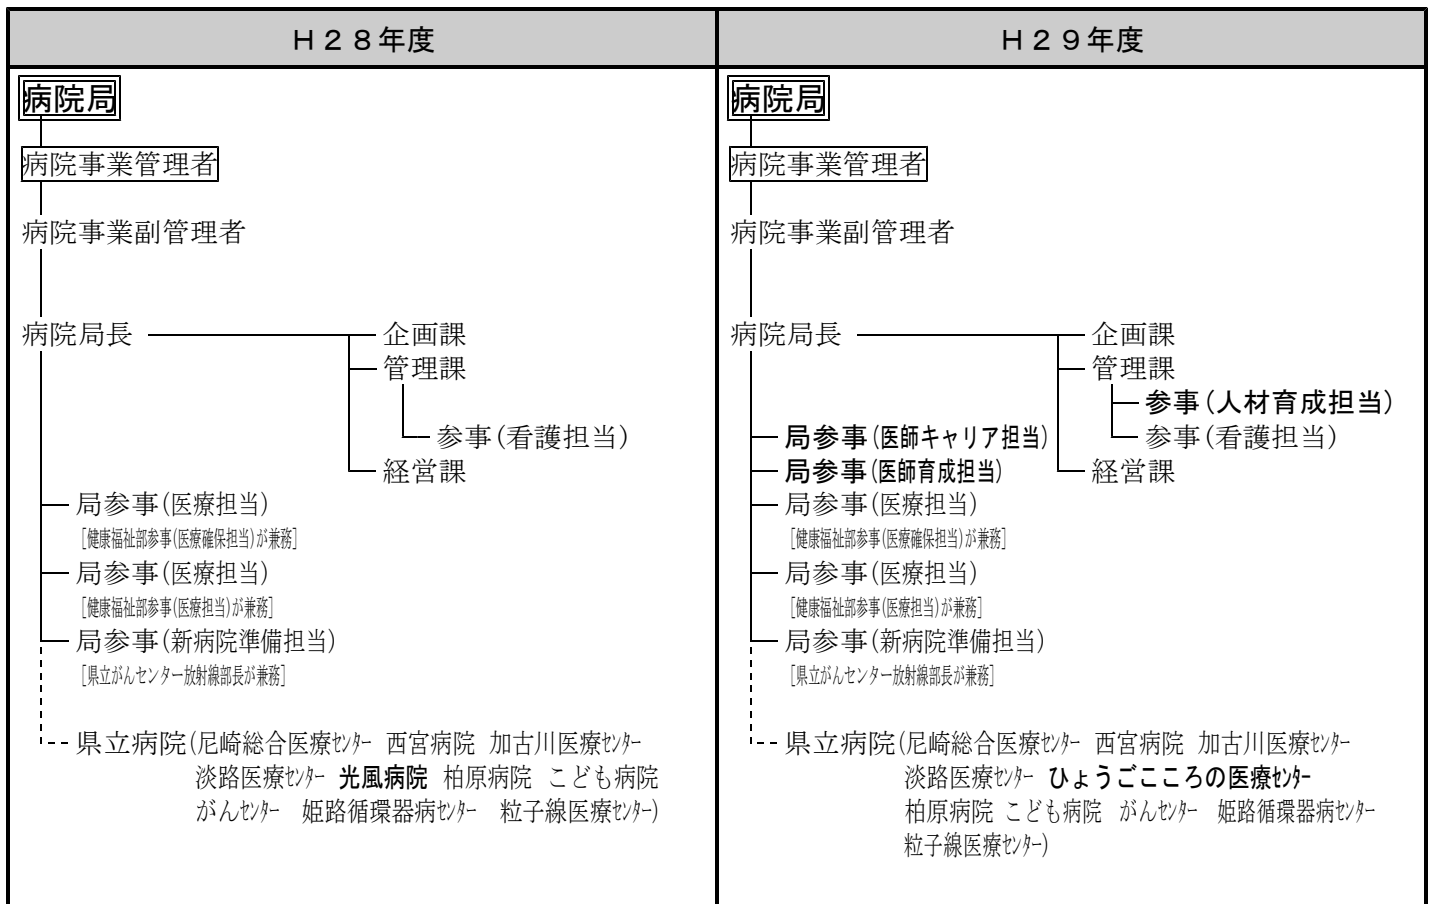 Ｈ２８年度
病院局
病院事業管理者
病院事業副管理者
病院局長 企画課
管理課
参事(看護担当)
経営課
局参事(医療担当)
[健康福祉部参事(医療確保担当)が兼務]
局参事(医療担当)
[健康福祉部参事(医療担当)が兼務]
局参事(新病院準備担当)
[県立がんセンター放射線部長が兼務]
県立病院(尼崎総合医療ｾﾝﾀｰ 西宮病院 加古川医療ｾﾝﾀｰ
淡路医療ｾﾝﾀｰ 光風病院 柏原病院 こども病院
がんｾﾝﾀｰ 姫路循環器病ｾﾝﾀｰ 粒子線医療ｾﾝﾀｰ)
Ｈ２９年度
病院局
病院事業管理者
病院事業副管理者
病院局長 企画課
管理課
参事(人材育成担当)
局参事(医師キャリア担当) 参事(看護担当)
局参事(医師育成担当) 経営課
局参事(医療担当)
[健康福祉部参事(医療確保担当)が兼務]
局参事(医療担当)
[健康福祉部参事(医療担当)が兼務]
局参事(新病院準備担当)
[県立がんセンター放射線部長が兼務]
県立病院(尼崎総合医療ｾﾝﾀｰ 西宮病院 加古川医療ｾﾝﾀｰ
淡路医療ｾﾝﾀｰ ひょうごこころの医療ｾﾝﾀｰ
柏原病院 こども病院 がんｾﾝﾀｰ 姫路循環器病ｾﾝﾀｰ
粒子線医療ｾﾝﾀｰ)